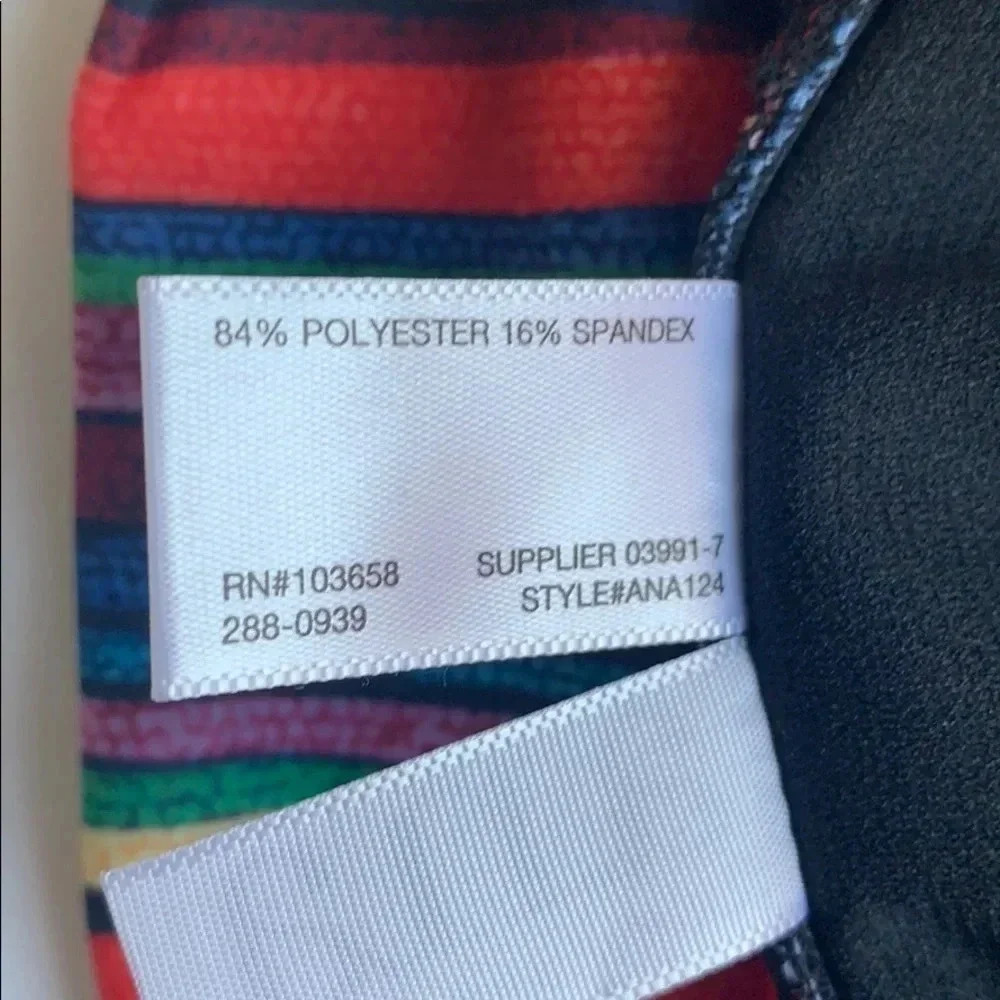 84% POLYESTER 16% SPANDEX
RN#103658
288-0939
SUPPLIER 03991-7
STYLE#ANA124